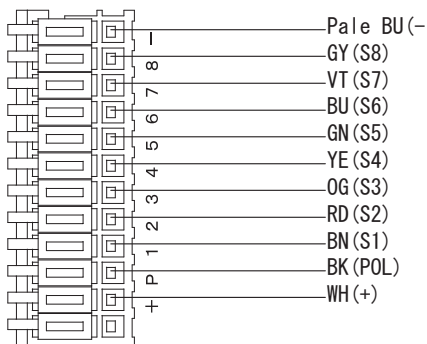 Pale BU(-
GY(S8)
VT(S7)
BU(S6)
GN(S5)
YE(S4)
OG(S3)
RD(S2)
BN(S1)
BK(POL)
WH(+)
−
8
7
6
5
4
3
2
1
P
+